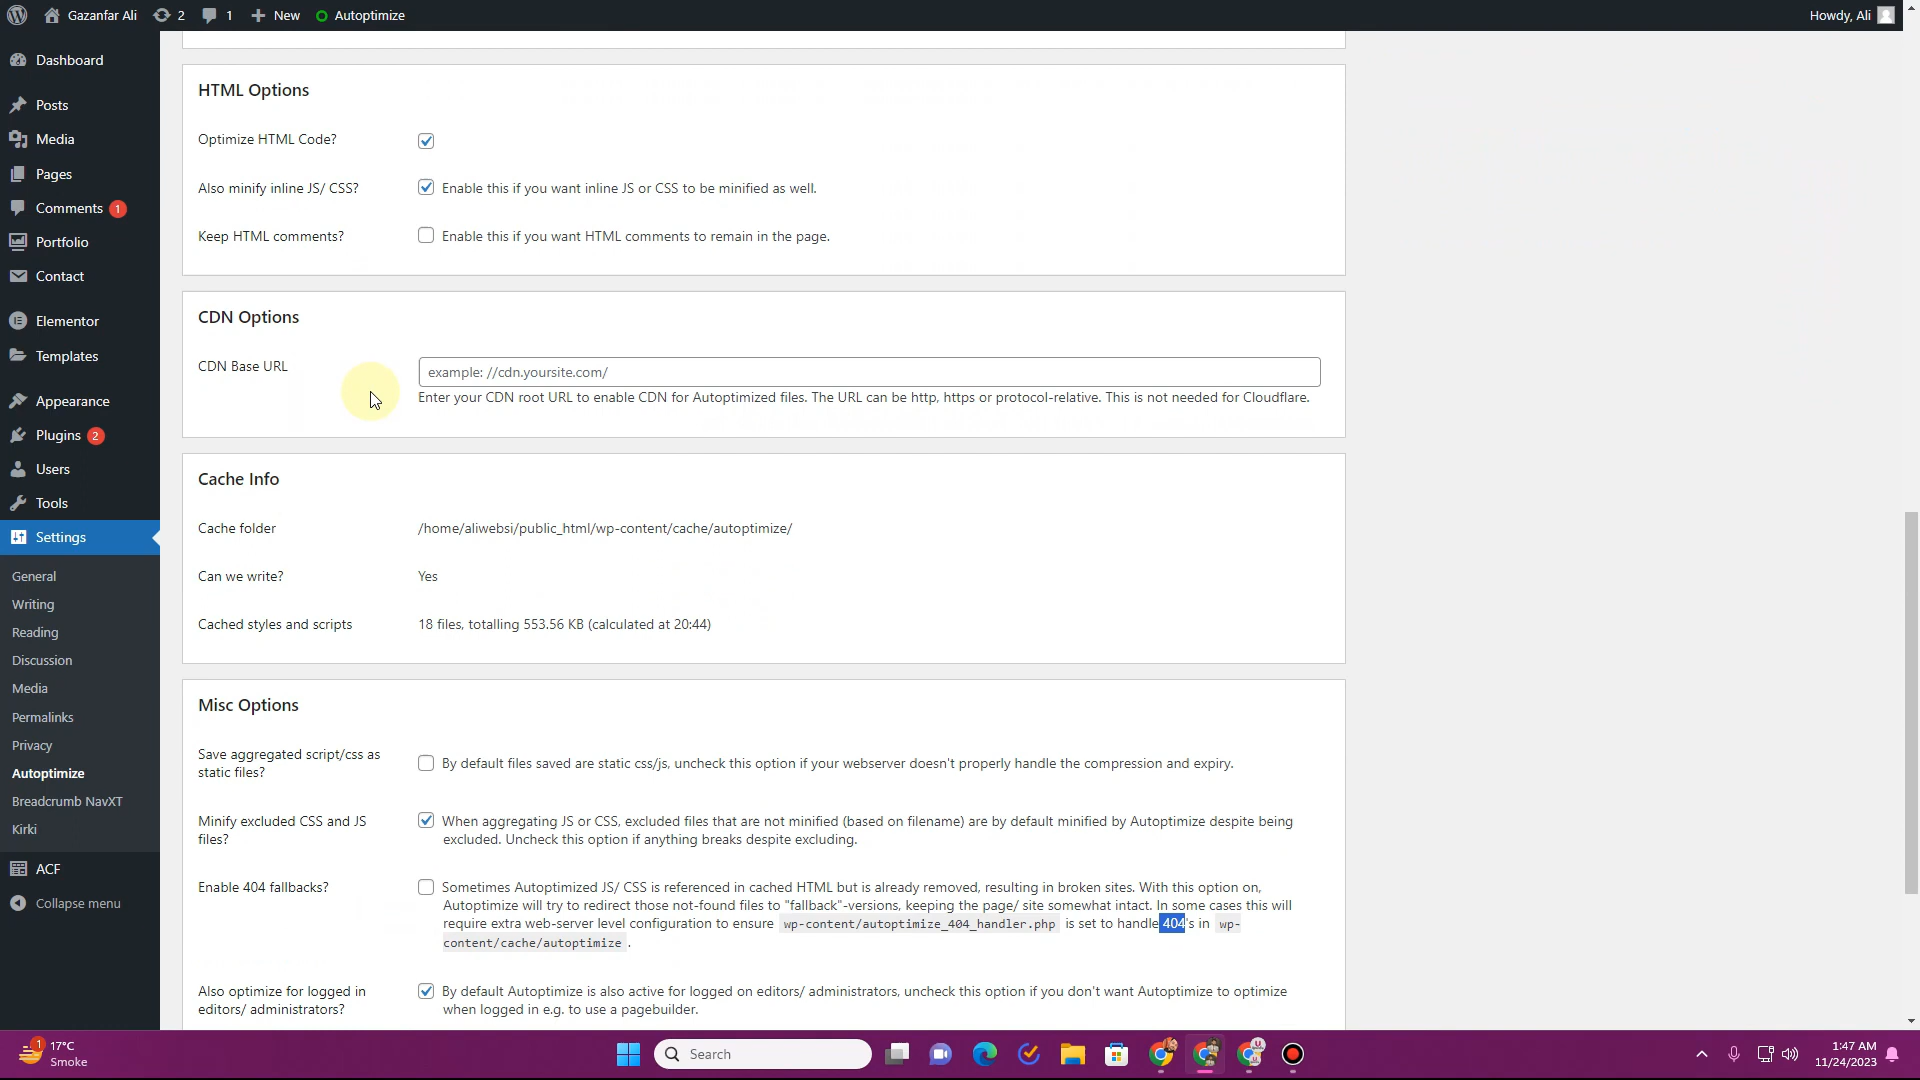 Gazanfar Ali 2 1 New Autoptimize Howdy, Ali
Dashboard
Posts
Media
Pages
Comments 1
Portfolio
Contact
Elementor
Templates
Appearance
Plugins 2
Users
Tools
Settings
General
Writing
Reading
Discussion
Media
Permalinks
Privacy
Autoptimize
Breadcrumb NavXT
Kirki
ACF
Collapse menu
HTML Options
Optimize HTML Code?
Also minify inline JS/ CSS? Enable this if you want inline JS or CSS to be minified as well.
Keep HTML comments? Enable this if you want HTML comments to remain in the page.
CDN Options
CDN Base URL example: //cdn.yoursite.com/
Enter your CDN root URL to enable CDN for Autoptimized files. The URL can be http, https or protocol-relative. This is not needed for Cloudflare.
Cache Info
Cache folder /home/aliwebsi/public_html/wp-content/cache/autoptimize/
Can we write? Yes
Cached styles and scripts 18 files, totalling 553.56 KB (calculated at 20:44)
Misc Options
Save aggregated script/css as
static files?
By default files saved are static css/js, uncheck this option if your webserver doesn't properly handle the compression and expiry.
Minify excluded CSS and JS
files?
When aggregating JS or CSS, excluded files that are not minified (based on filename) are by default minified by Autoptimize despite being
excluded. Uncheck this option if anything breaks despite excluding.
Enable 404 fallbacks? Sometimes Autoptimized JS/ CSS is referenced in cached HTML but is already removed, resulting in broken sites. With this option on,
Autoptimize will try to redirect those not-found files to "fallback"-versions, keeping the page/ site somewhat intact. In some cases this will
require extra web-server level configuration to ensure wp-content/autoptimize_404_handler.php is set to handle 404's in wp-
content/cache/autoptimize .
Also optimize for logged in
editors/ administrators?
By default Autoptimize is also active for logged on editors/ administrators, uncheck this option if you don't want Autoptimize to optimize
when logged in e.g. to use a pagebuilder.
1 17°C
Smoke
Search
1:47 AM
11/24/2023